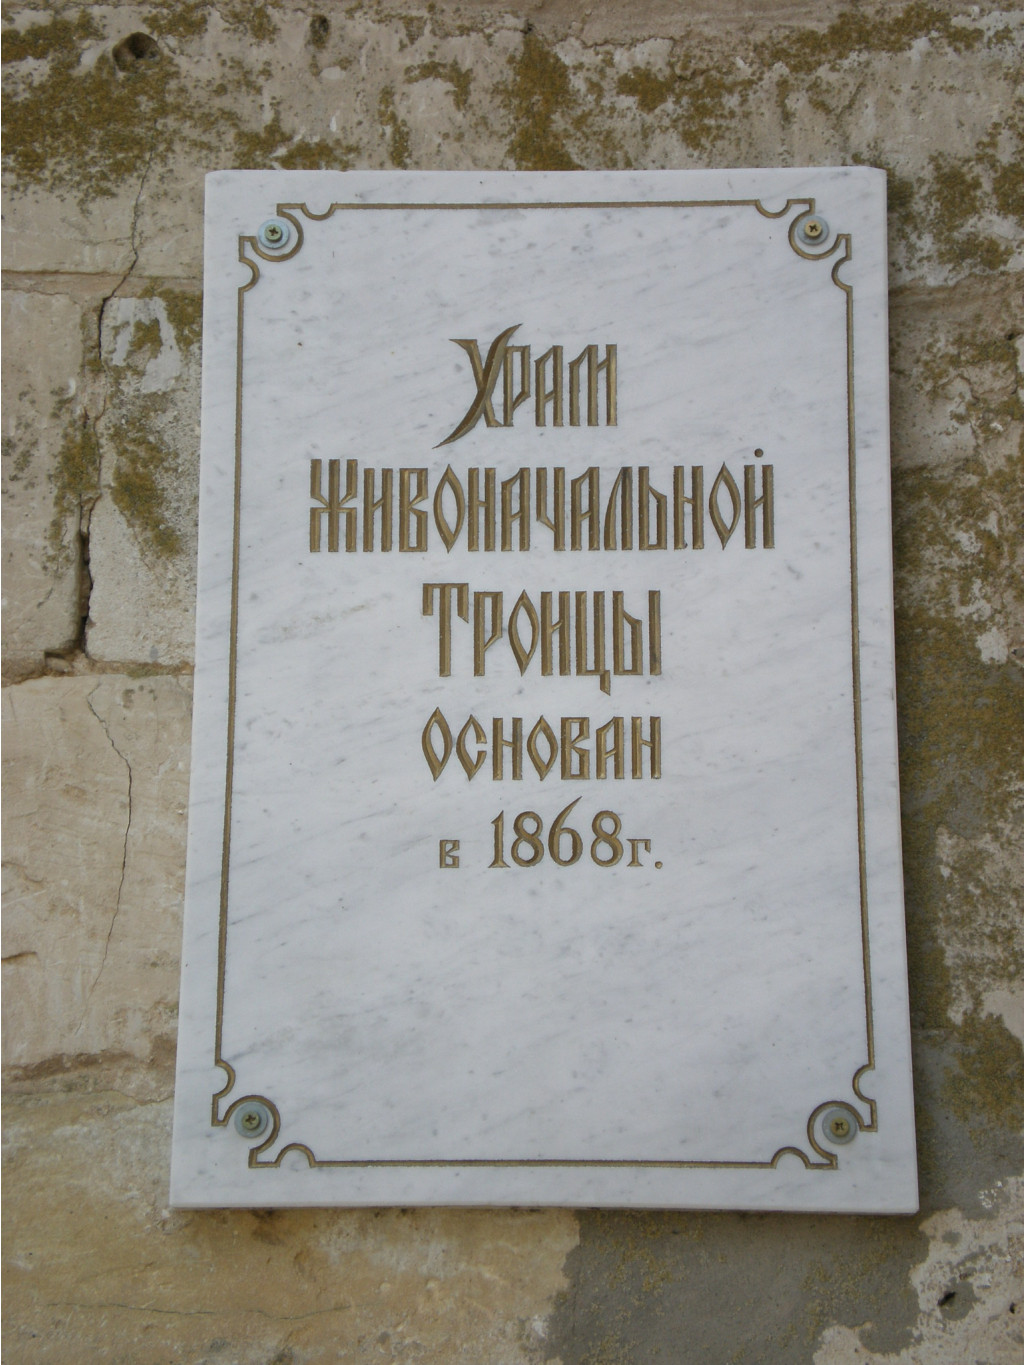 Храм
Живоначальной
Троицы
основан
в 1868г.